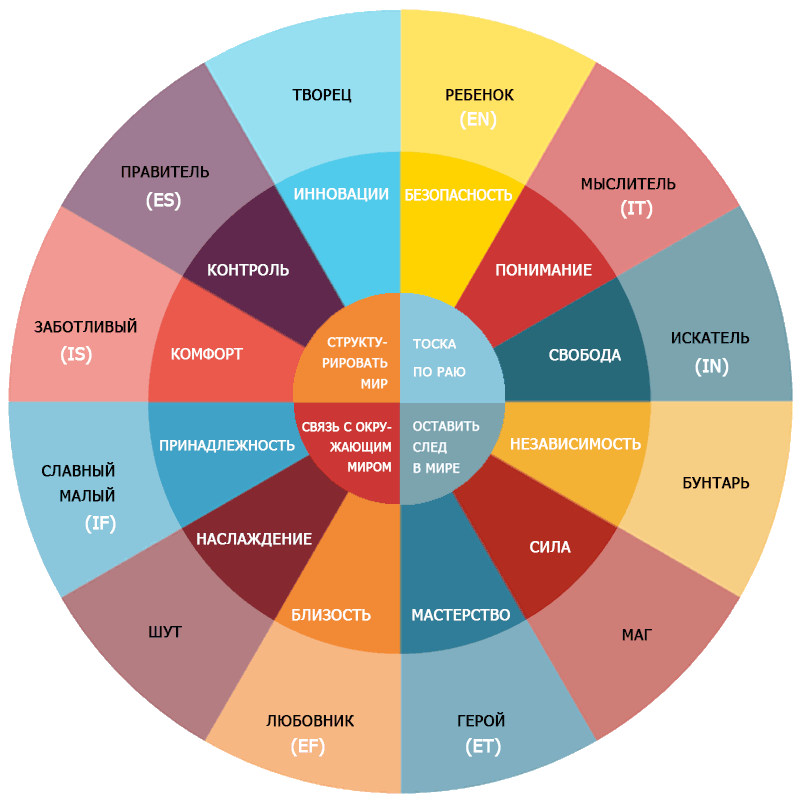 ТВОРЕЦ
РЕБЕНОК
(EN)
ПРАВИТЕЛЬ
(ES)
МЫСЛИТЕЛЬ
(IT)
ИННОВАЦИИ
БЕЗОПАСНОСТЬ
КОНТРОЛЬ
ПОНИМАНИЕ
ЗАБОТЛИВЫЙ
(IS)
КОМФОРТ
СТРУКТУ-
РИРОВАТЬ
МИР
ТОСКА
ПО РАЮ
СВОБОДА
ИСКАТЕЛЬ
(IN)
СЛАВНЫЙ
МАЛЫЙ
(IF)
ПРИНАДЛЕЖНОСТЬ
СВЯЗЬ С ОКРУ-
ЖАЮЩИМ
МИРОМ
ОСТАВИТЬ
СЛЕД
В МИРЕ
НЕЗАВИСИМОСТЬ
БУНТАРЬ
НАСЛАЖДЕНИЕ
СИЛА
ШУТ
БЛИЗОСТЬ
МАСТЕРСТВО
МАГ
ЛЮБОВНИК
(EF)
ГЕРОЙ
(ET)